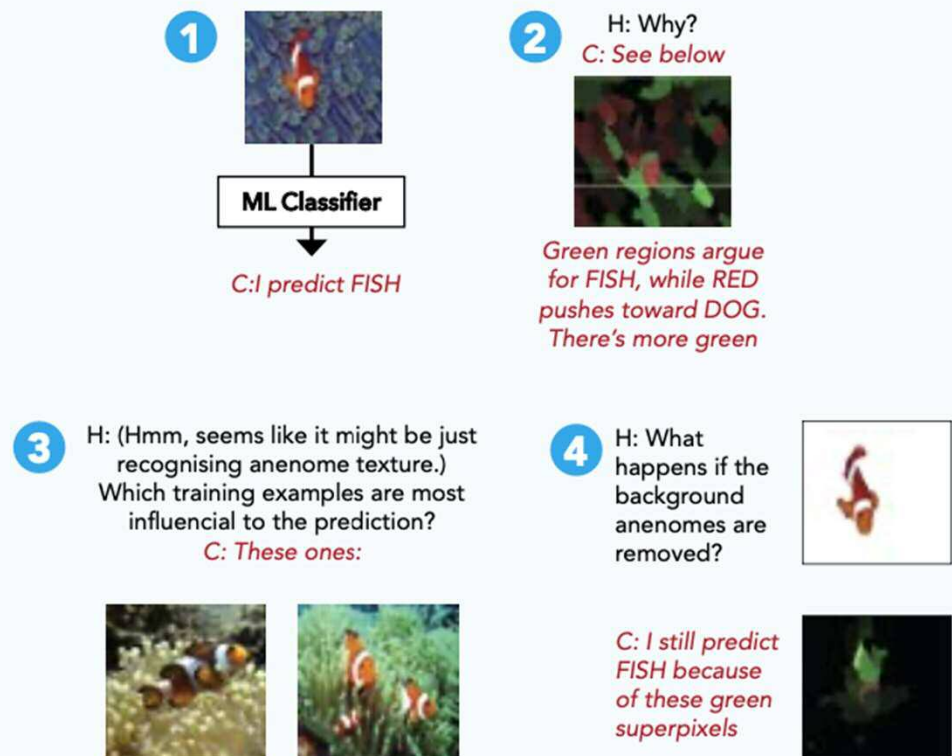 1
ML Classifier
C:I predict FISH
2
H: Why?
C: See below
Green regions argue
for FISH, while RED
pushes toward DOG.
There's more green
3
H: (Hmm, seems like it might be just
recognising anenome texture.)
Which training examples are most
influencial to the prediction?
C: These ones:
4
H: What
happens if the
background
anenomes are
removed?
C: I still predict
FISH because
of these green
superpixels